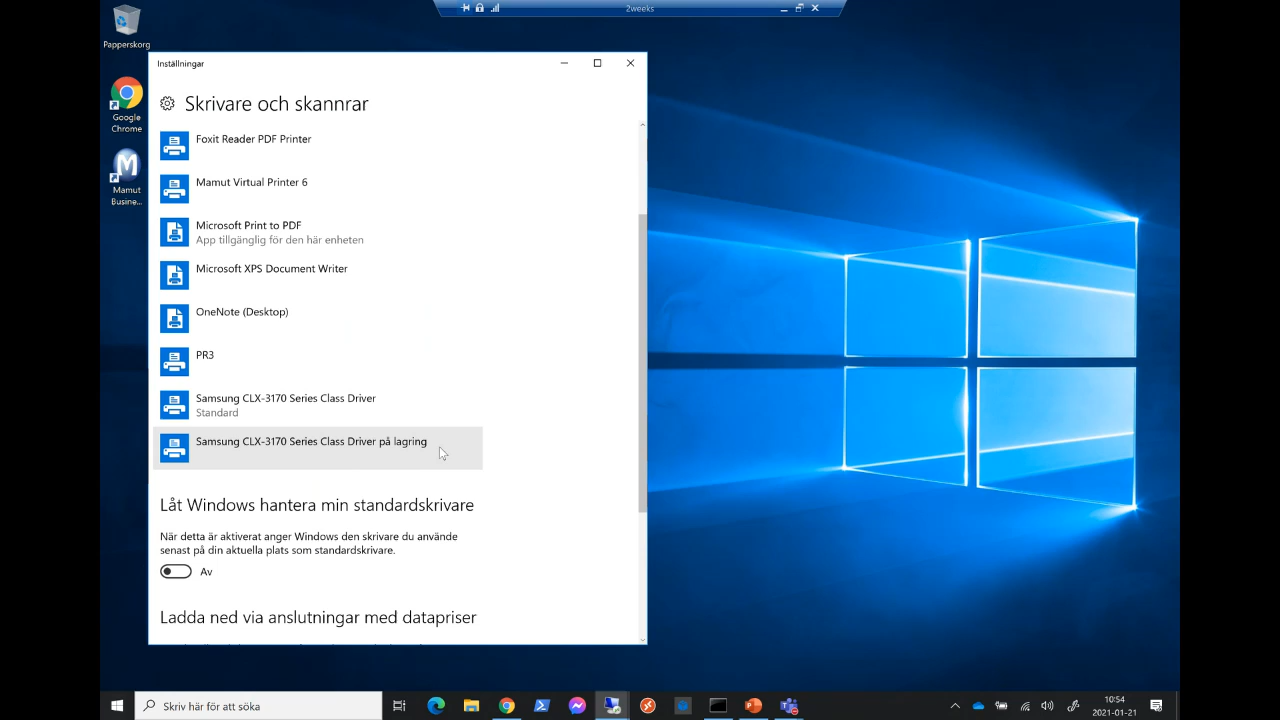 2weeks
Papperskorg
Google
Chrome
Mamut
Busine...
Inställningar
Skrivare och skannrar
Foxit Reader PDF Printer
Mamut Virtual Printer 6
Microsoft Print to PDF
App tillgänglig för den här enheten
Microsoft XPS Document Writer
OneNote (Desktop)
PR3
Samsung CLX-3170 Series Class Driver
Standard
Samsung CLX-3170 Series Class Driver på lagring
Låt Windows hantera min standardskrivare
När detta är aktiverat anger Windows den skrivare du använde
senast på din aktuella plats som standardskrivare.
Av
Ladda ned via anslutningar med datapriser
Skriv här för att söka
10:54
2021-01-21